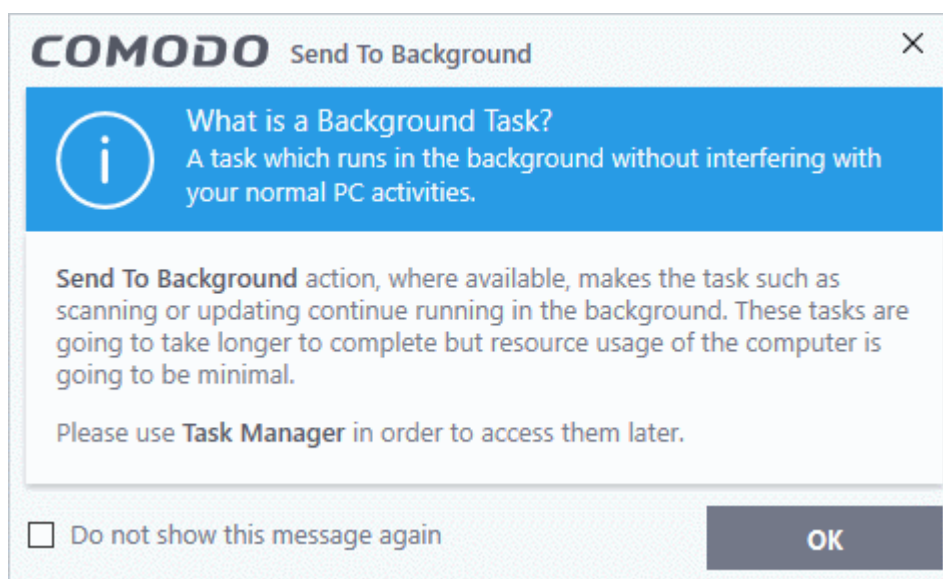 COMODO Send To Background
What is a Background Task?
A task which runs in the background without interfering with
your normal PC activities.
Send To Background action, where available, makes the task such as
scanning or updating continue running in the background. These tasks are
going to take longer to complete but resource usage of the computer is
going to be minimal.
Please use Task Manager in order to access them later.
Do not show this message again
OK